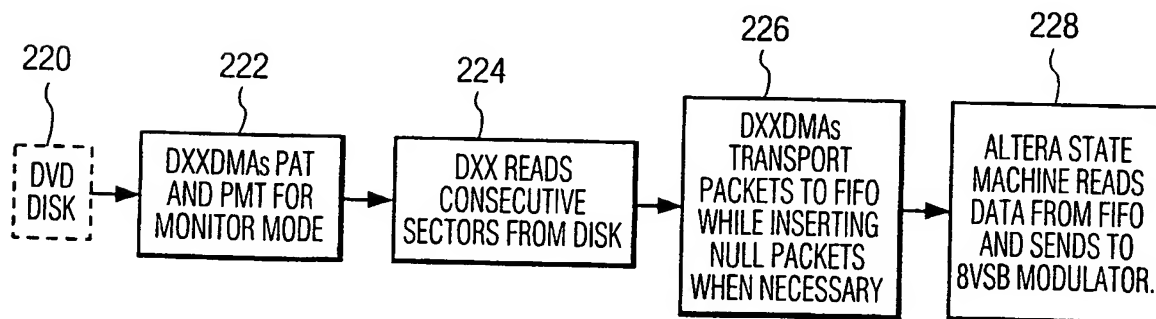 220
DVD
DISK
222
DXXDMAs PAT
AND PMT FOR
MONITOR MODE
224
DXX READS
CONSECUTIVE
SECTORS FROM DISK
226
DXXDMAs
TRANSPORT
PACKETS TO FIFO
WHILE INSERTING
NULL PACKETS
WHEN NECESSARY
228
ALTERA STATE
MACHINE READS
DATA FROM FIFO
AND SENDS TO
8VSB MODULATOR.